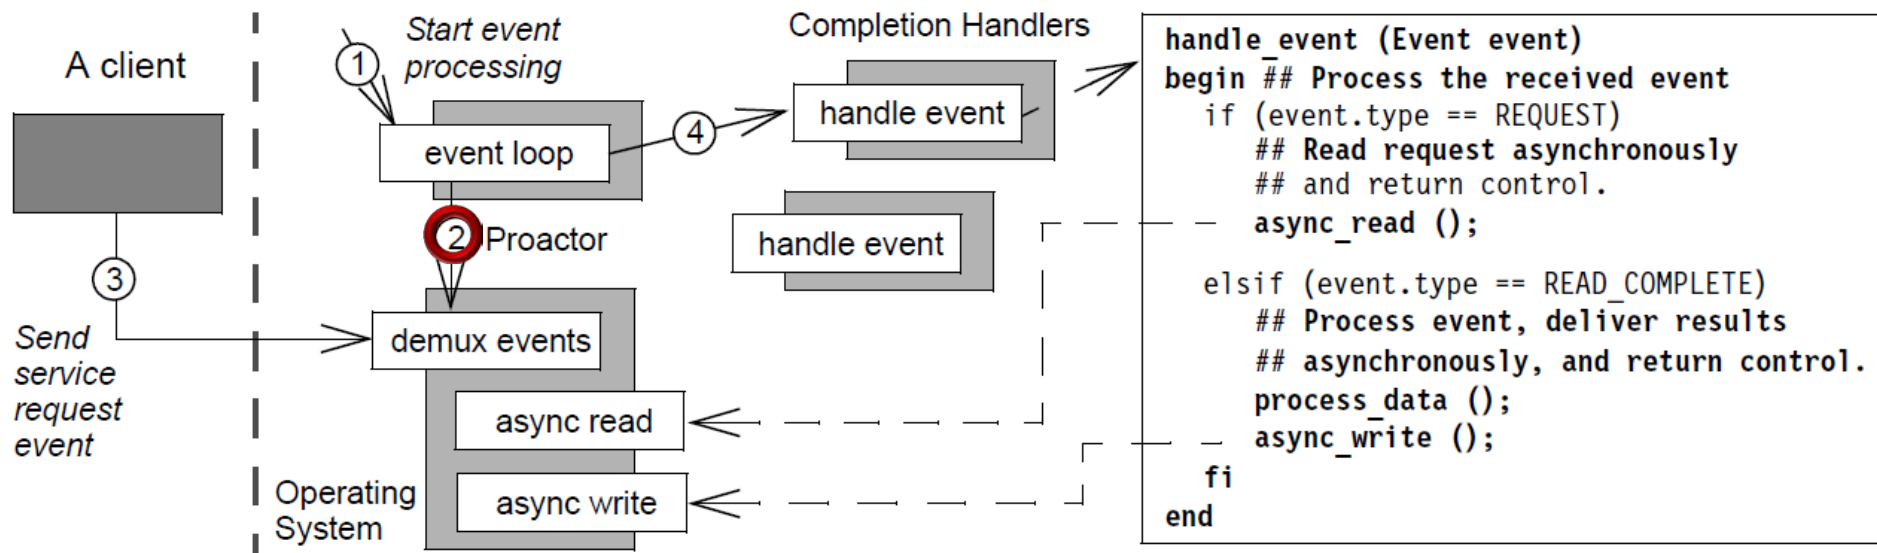 A client
Start event
processing
1
event loop
2
Proactor
3
Send
service
request
event
demux events
async read
async write
Operating
System
4
Completion Handlers
handle event
handle event
handle_event (Event event)
begin ## Process the received event
if (event.type == REQUEST)
## Read request asynchronously
## and return control.
async_read ();
elsif (event.type == READ_COMPLETE)
## Process event, deliver results
## asynchronously, and return control.
process_data ();
async_write ();
fi
end